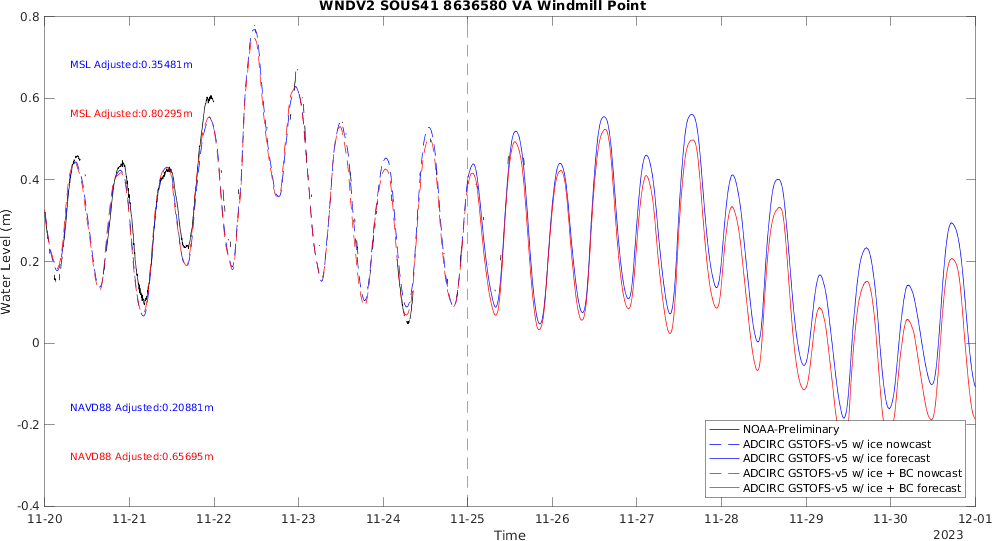 WNDV2 SOUS41 8636580 VA Windmill Point
0.8
0.6
0.4
0.2
0
-0.2
-0.4
Water Level (m)
MSL Adjusted:0.35481m
MSL Adjusted:0.80295m
NAVD88 Adjusted:0.20881m
NAVD88 Adjusted:0.65695m
NOAA-Preliminary
ADCIRC GSTOFS-v5 w/ ice nowcast
ADCIRC GSTOFS-v5 w/ ice forecast
ADCIRC GSTOFS-v5 w/ ice + BC nowcast
ADCIRC GSTOFS-v5 w/ ice + BC forecast
11-20 11-21 11-22 11-23 11-24 11-25 11-26 11-27 11-28 11-29 11-30 12-01
Time
2023